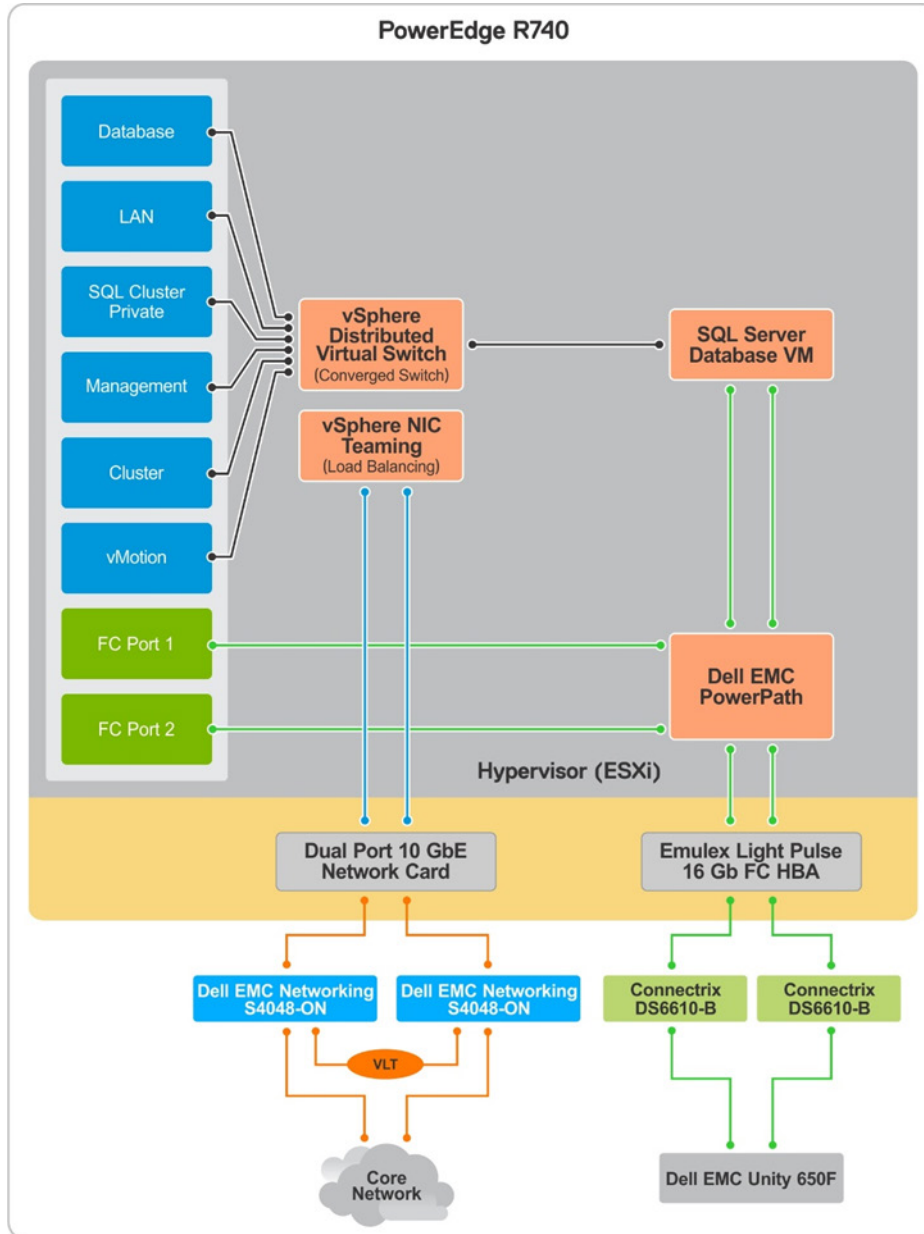 PowerEdge R740
Database
LAN
SQL Cluster
Private
Management
Cluster
vMotion
FC Port 1
FC Port 2
vSphere
Distributed
Virtual Switch
(Converged Switch)
vSphere NIC
Teaming
(Load Balancing)
SQL Server
Database VM
Dell EMC
PowerPath
Hypervisor (ESXi)
Dual Port 10 GbE
Network Card
Emulex Light Pulse
16 Gb FC HBA
Dell EMC Networking
S4048-ON
Dell EMC Networking
S4048-ON
Connectrix
DS6610-B
Connectrix
DS6610-B
VLT
Core
Network
Dell EMC Unity 650F